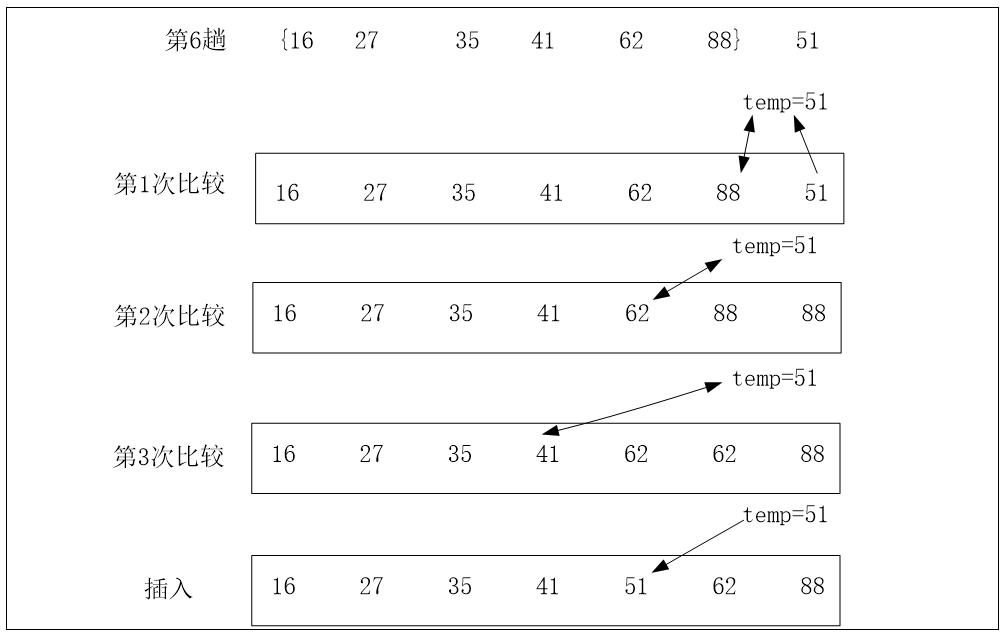 第6趟 {16 27 35 41 62 88} 51
temp=51
第1次比较 16 27 35 41 62 88 51
temp=51
第2次比较 16 27 35 41 62 88 88
temp=51
第3次比较 16 27 35 41 62 62 88
temp=51
插入 16 27 35 41 51 62 88